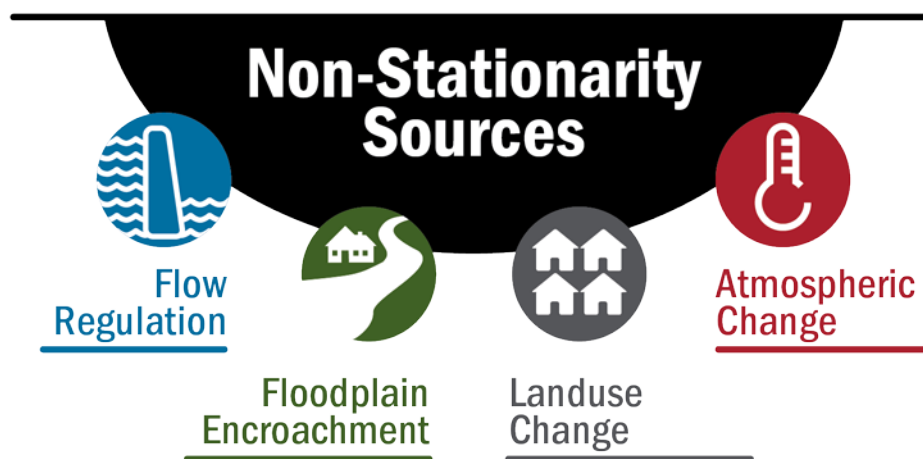 Non-Stationarity
Sources
Flow
Regulation
Floodplain
Encroachment
Landuse
Change
Atmospheric
Change